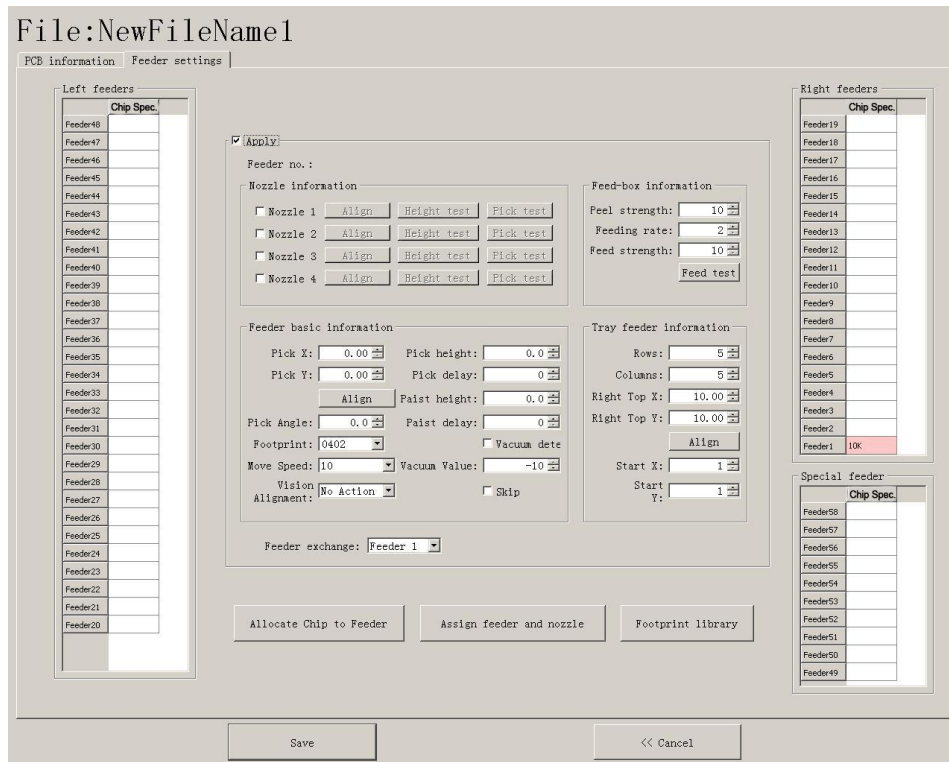 File:NewFileName1
PCB information Feeder settings
Left feeders
Chip Spec.
Feeder48
Feeder47
Feeder46
Feeder45
Feeder44
Feeder43
Feeder42
Feeder41
Feeder40
Feeder39
Feeder38
Feeder37
Feeder36
Feeder35
Feeder34
Feeder33
Feeder32
Feeder31
Feeder30
Feeder29
Feeder28
Feeder27
Feeder26
Feeder25
Feeder24
Feeder23
Feeder22
Feeder21
Feeder20
Apply
Feeder no.:
Nozzle information
Nozzle 1 Align Height test Pick test
Nozzle 2 Align Height test Pick test
Nozzle 3 Align Height test Pick test
Nozzle 4 Align Height test Pick test
Feed-box information
Peel strength: 10
Feeding rate: 2
Feed strength: 10
Feed test
Feeder basic information
Pick X: 0.00 Pick height: 0.0
Pick Y: 0.00 Pick delay: 0
Align Paist height: 0.0
Pick Angle: 0.0 Paist delay: 0
Footprint: 0402 Vacuum dete
Move Speed: 10 Vacuum Value: -10
Vision
Alignment: No Action Skip
Tray feeder information
Rows: 5
Columns: 5
Right Top X: 10.00
Right Top Y: 10.00
Align
Start X: 1
Start
Y: 1
Feeder exchange: Feeder 1
Allocate Chip to Feeder Assign feeder and nozzle Footprint library
Right feeders
Chip Spec.
Feeder19
Feeder18
Feeder17
Feeder16
Feeder15
Feeder14
Feeder13
Feeder12
Feeder11
Feeder10
Feeder9
Feeder8
Feeder7
Feeder6
Feeder5
Feeder4
Feeder3
Feeder2
Feeder1 10K
Special feeder
Chip Spec.
Feeder58
Feeder57
Feeder56
Feeder55
Feeder54
Feeder53
Feeder52
Feeder51
Feeder50
Feeder49
Save << Cancel